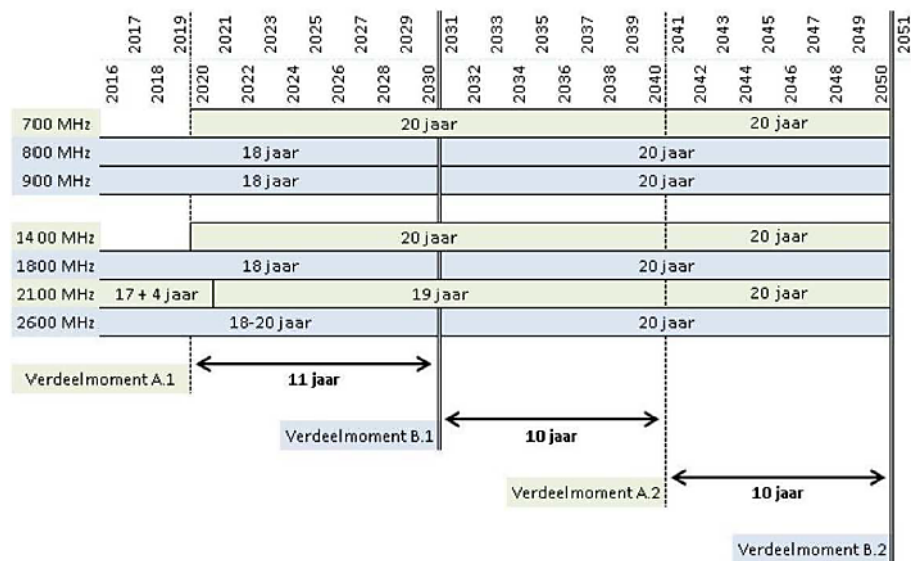 2017 2019 2021 2023 2025 2027 2029 2031 2033 2035 2037 2039 2041 2043 2045 2047 2049 2051
2016 2018 2020 2022 2024 2026 2028 2030 2032 2034 2036 2038 2040 2042 2044 2046 2048 2050
700 MHz 20 jaar 20 jaar
800 MHz 18 jaar 20 jaar
900 MHz 18 jaar 20 jaar
1400 MHz 20 jaar 20 jaar
1800 MHz 18 jaar 20 jaar
2100 MHz 17 + 4 jaar 19 jaar 20 jaar
2600 MHz 18-20 jaar 20 jaar
Verdeelmoment A.1 11 jaar
Verdeelmoment B.1 10 jaar
Verdeelmoment A.2 10 jaar
Verdeelmoment B.2